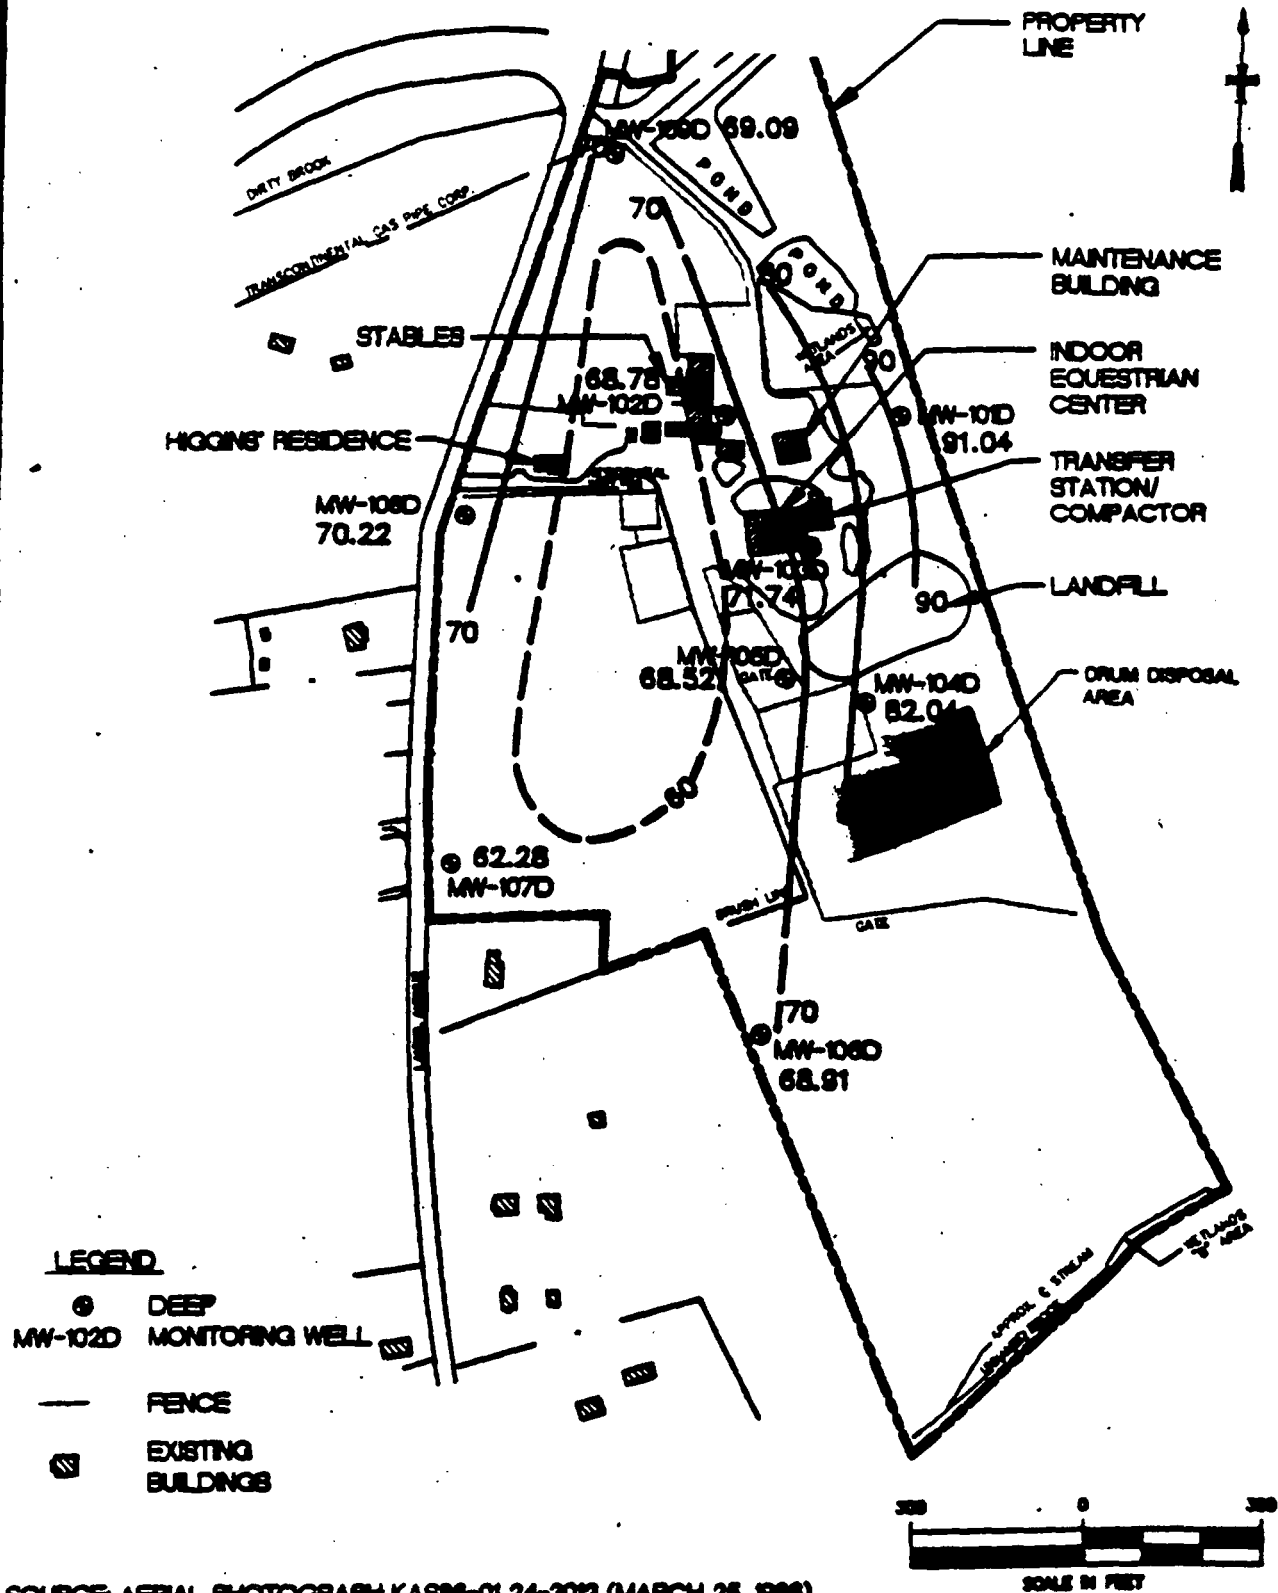 PROPERTY
LINE
MW-109D 69.09
POND
DIRTY BROOK
TRANSCONTINENTAL GAS PIPE CORP.
70
POND
80
MAINTENANCE
BUILDING
STABLES
WETLANDS
AREA
90
INDOOR
EQUESTRIAN
CENTER
68.78
MW-102D
MW-101D
91.04
HIGGINS' RESIDENCE
TRANSFER
STATION/
COMPACTOR
70.22
MW-103D
71.74
90
LANDFILL
70
MW-105D
68.52
GATE
MW-104D
82.04
DRUM DISPOSAL
AREA
60
62.28
MW-107D
BRUSH LINE
GATE
70
MW-106D
68.91
WETLANDS
"B" AREA
APPROX. C STREAM
UNNAMED BROOK
LEGEND
DEEP
MW-102D MONITORING WELL
FENCE
EXISTING
BUILDINGS
300 0 300
SCALE IN FEET